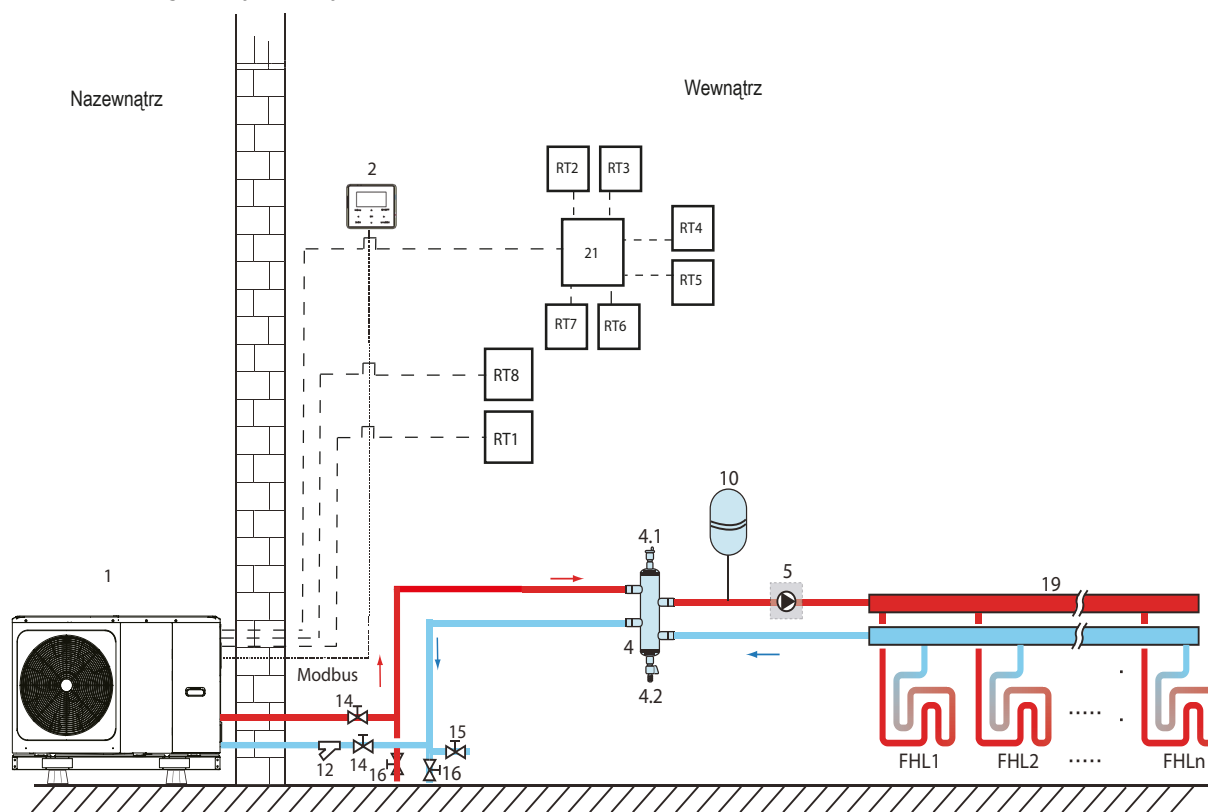 Nazewnątrz
Wewnątrz
2
RT2
RT3
RT4
21
RT5
RT7
RT6
RT8
RT1
10
4.1
1
5
19
4
Modbus
4.2
14
15
12
14
16
16
FHL1
FHL2
.....
.....
FHLn